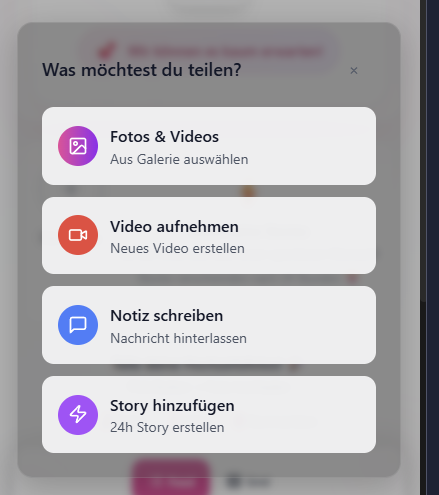 Was möchtest du teilen?
×
Fotos & Videos
Aus Galerie auswählen
Video aufnehmen
Neues Video erstellen
Notiz schreiben
Nachricht hinterlassen
Story hinzufügen
24h Story erstellen